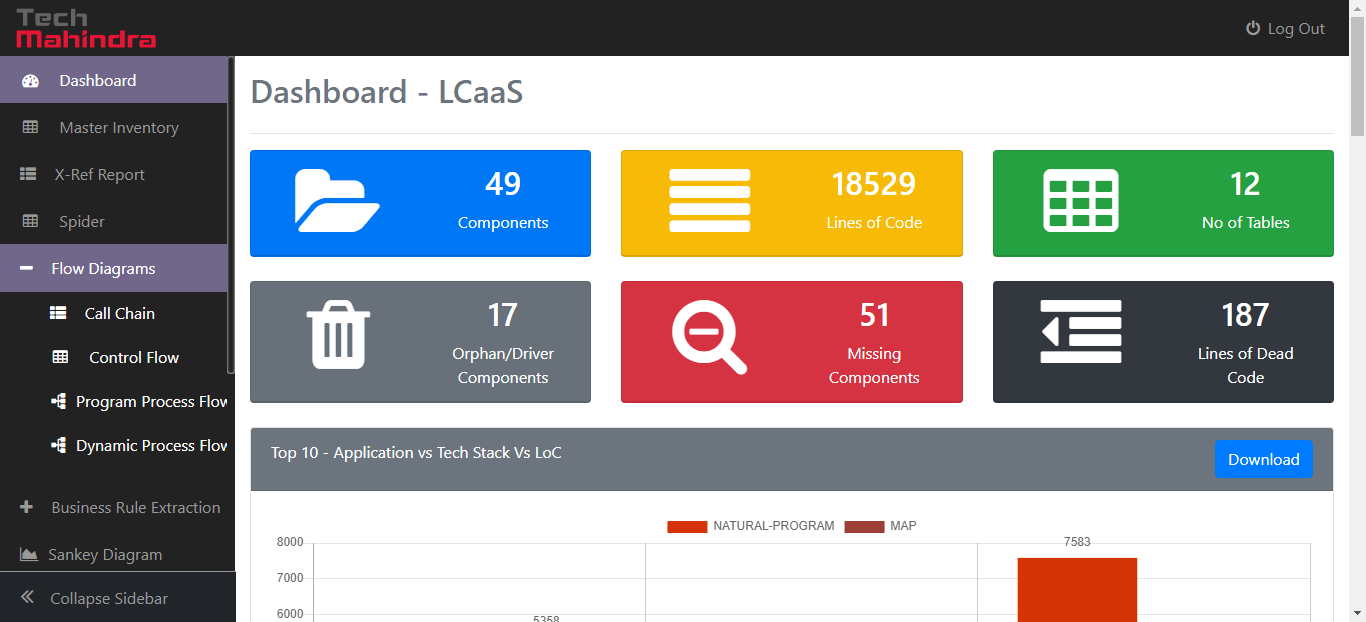 Tech
Mahindra
Log Out
Dashboard
Master Inventory
X-Ref Report
Spider
Flow Diagrams
Call Chain
Control Flow
Program Process Flow
Dynamic Process Flow
Business Rule Extraction
Sankey Diagram
Collapse Sidebar
Dashboard - LCaaS
49
Components
18529
Lines of Code
12
No of Tables
17
Orphan/Driver
Components
51
Missing
Components
187
Lines of Dead
Code
Top 10 - Application vs Tech Stack Vs LoC
Download
NATURAL-PROGRAM
MAP
8000
7583
7000
6000
5358